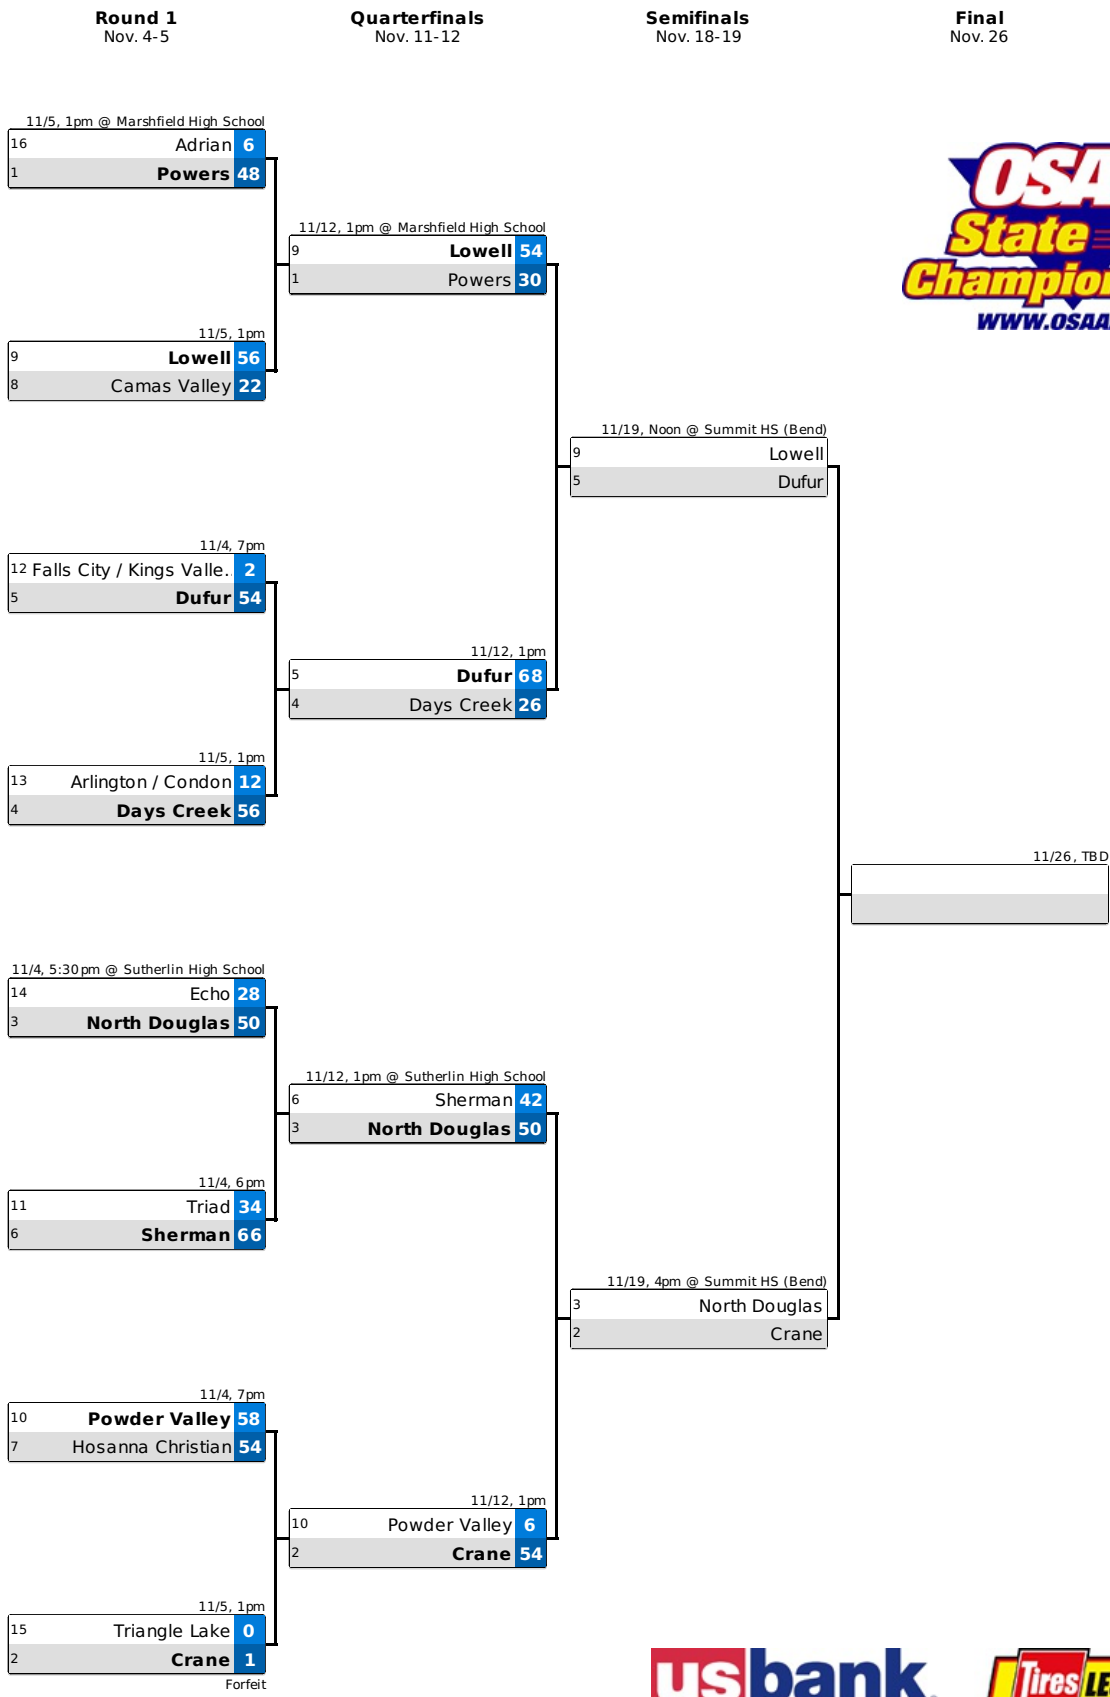 Round 1
Nov. 4-5
Quarterfinals
Nov. 11-12
Semifinals
Nov. 18-19
Final
Nov. 26
11/5, 1pm @ Marshfield High School
16 Adrian 6
1 Powers 48
11/12, 1pm @ Marshfield High School
9 Lowell 54
1 Powers 30
11/5, 1pm
9 Lowell 56
8 Camas Valley 22
11/19, Noon @ Summit HS (Bend)
9 Lowell
5 Dufur
11/4, 7pm
12 Falls City / Kings Valle.. 2
5 Dufur 54
11/12, 1pm
5 Dufur 68
4 Days Creek 26
11/5, 1pm
13 Arlington / Condon 12
4 Days Creek 56
11/26, TBD
11/4, 5:30pm @ Sutherlin High School
14 Echo 28
3 North Douglas 50
11/12, 1pm @ Sutherlin High School
6 Sherman 42
3 North Douglas 50
11/4, 6pm
11 Triad 34
6 Sherman 66
11/19, 4pm @ Summit HS (Bend)
3 North Douglas
2 Crane
11/4, 7pm
10 Powder Valley 58
7 Hosanna Christian 54
11/12, 1pm
10 Powder Valley 6
2 Crane 54
11/5, 1pm
15 Triangle Lake 0
2 Crane 1
Forfeit
OSA
State
Champion
WWW.OSAA
usbank.
Tires LE